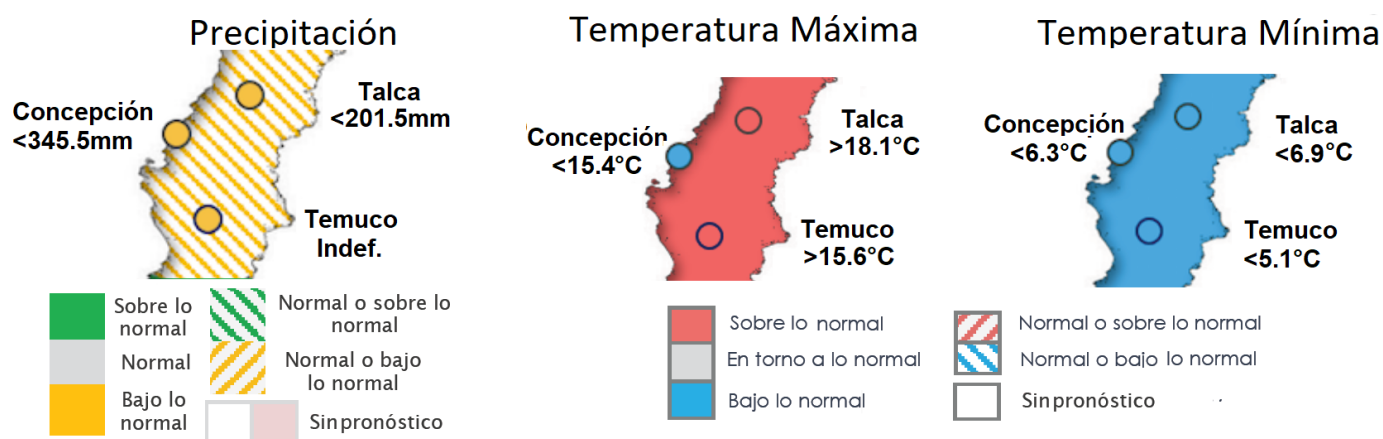 Precipitación
Concepción
<345.5mm
Talca
<201.5mm
Temuco
Indef.
Sobre lo
normal
Normal
Bajo lo
normal
Normal o sobre lo
normal
Normal o bajo
lo normal
Sin pronóstico
Temperatura Máxima
Concepción
<15.4°C
Talca
>18.1°C
Temuco
>15.6°C
Sobre lo normal
En torno a lo normal
Bajo lo normal
Temperatura Mínima
Concepción
<6.3°C
Talca
<6.9°C
Temuco
<5.1°C
Normal o sobre lo normal
Normal o bajo lo normal
Sin pronóstico